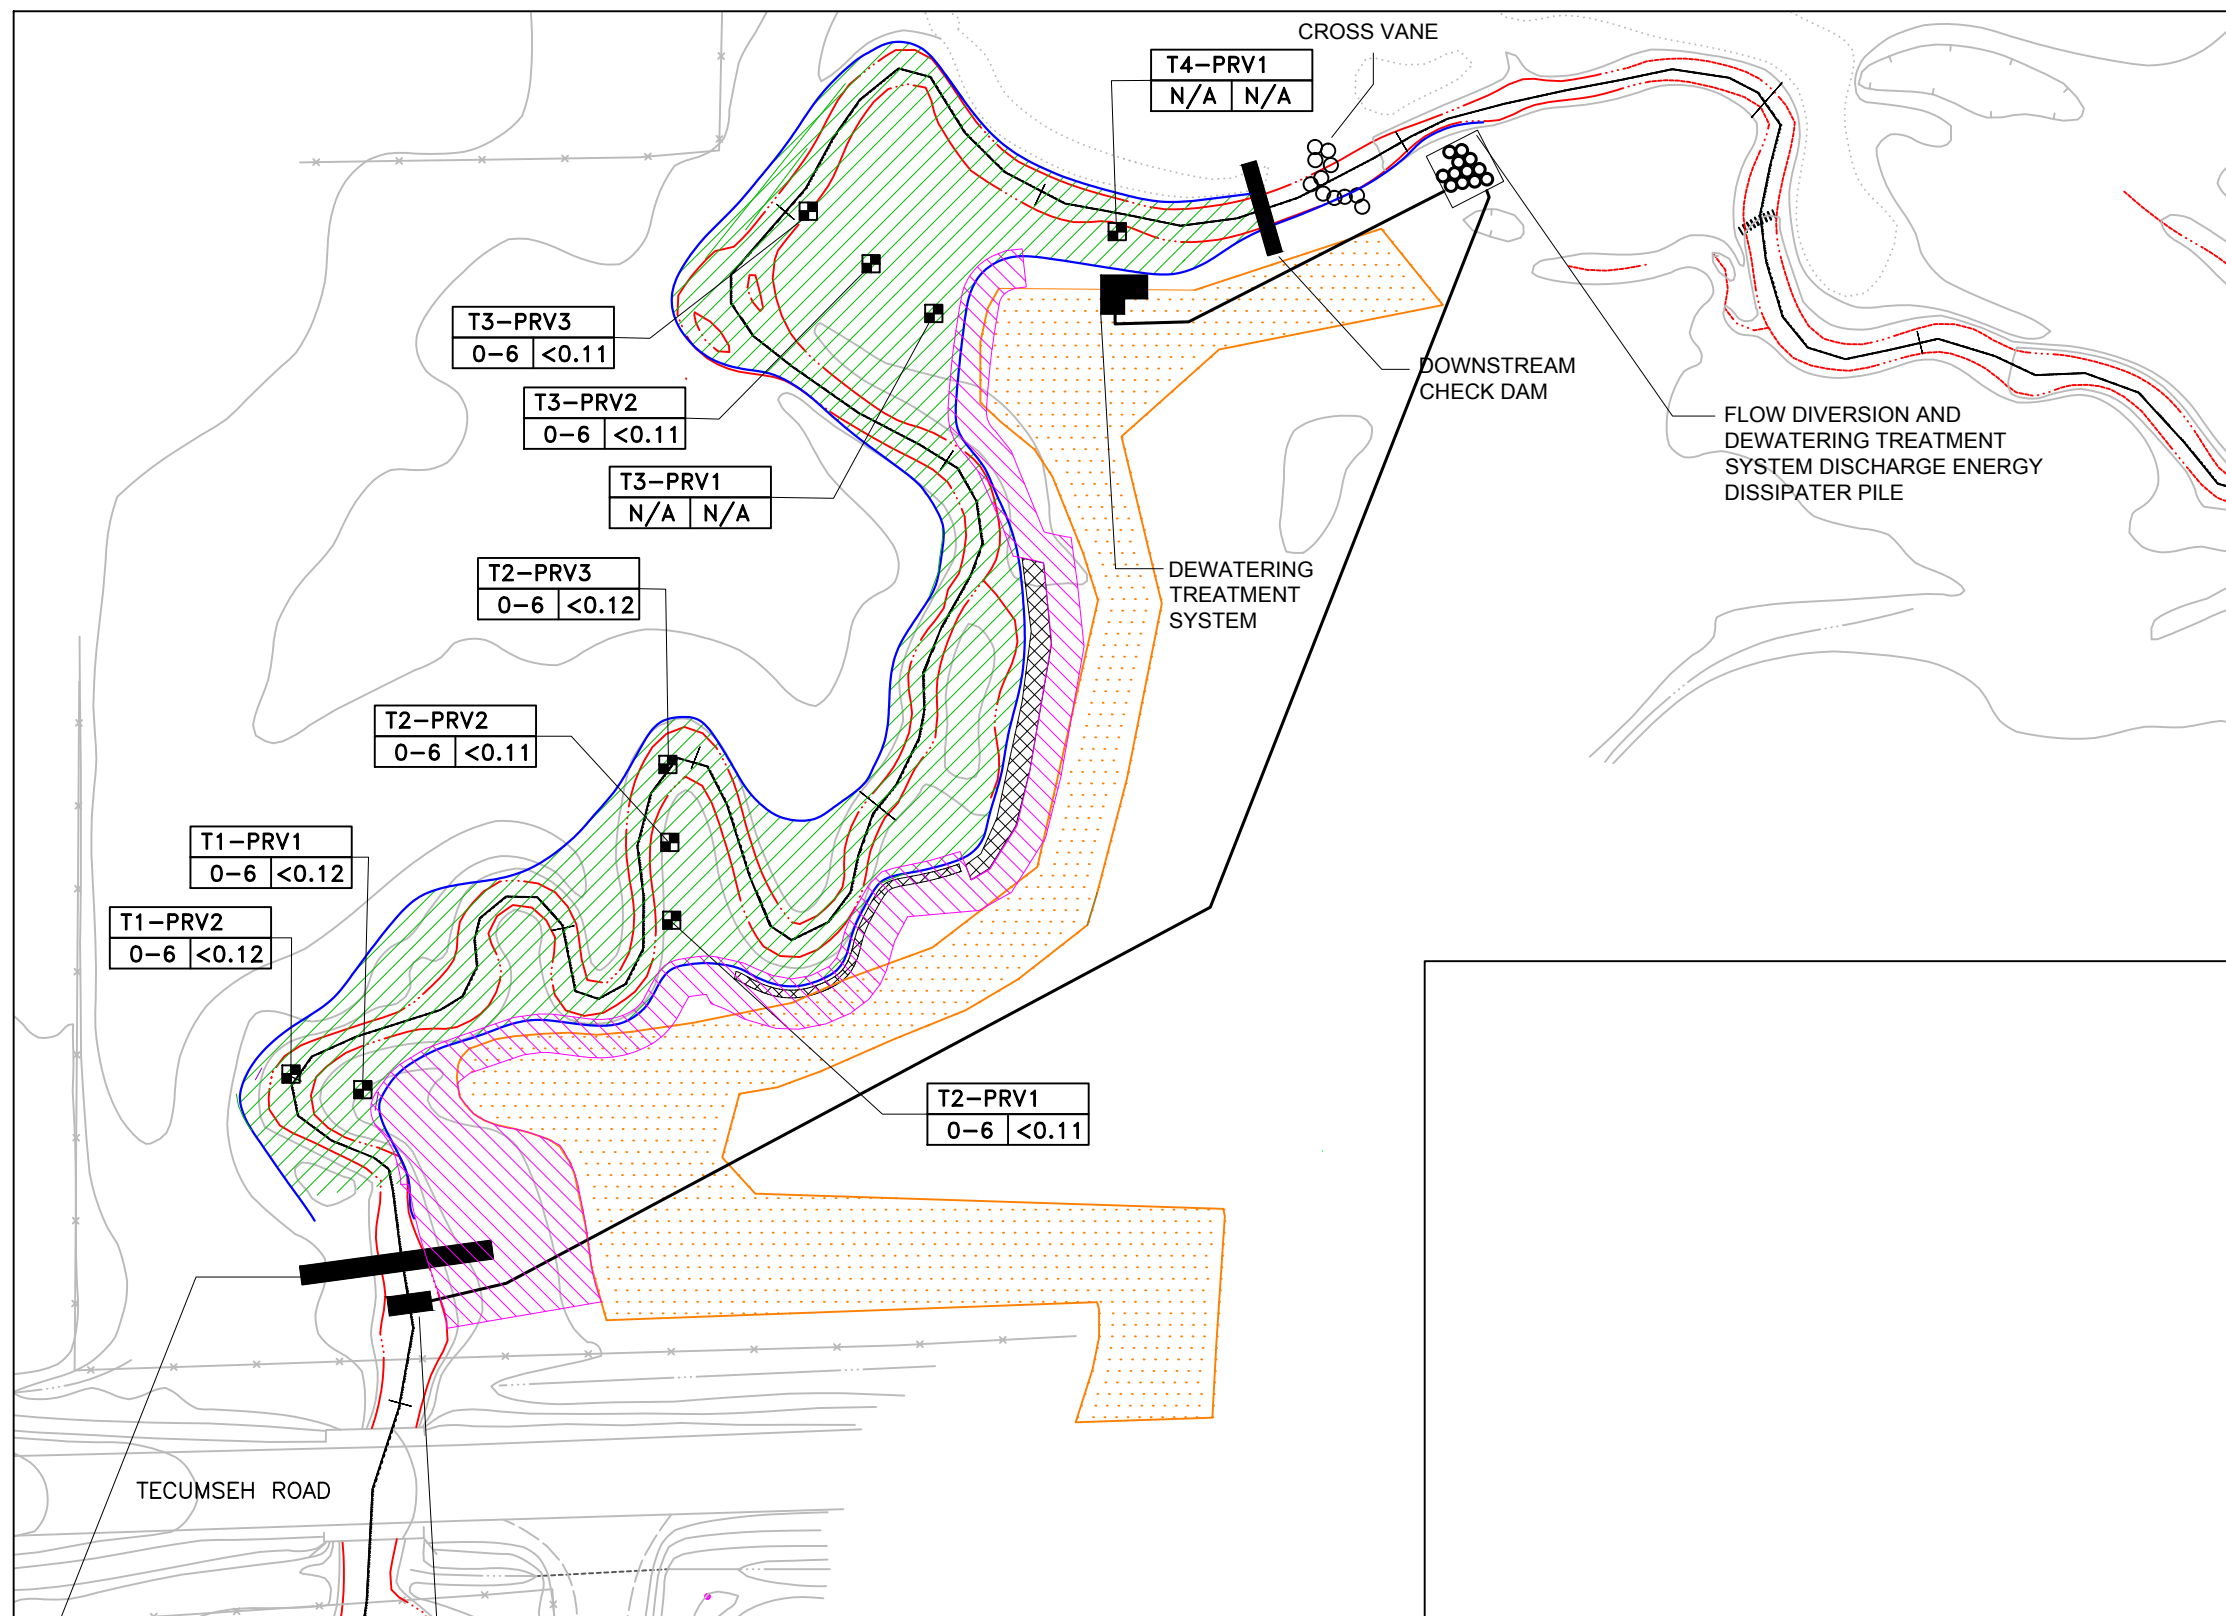 CROSS VANE
T4-PRV1
N/A N/A
T3-PRV3
0-6 <0.11
T3-PRV2
0-6 <0.11
T3-PRV1
N/A N/A
DOWNSTREAM
CHECK DAM
FLOW DIVERSION AND
DEWATERING TREATMENT
SYSTEM DISCHARGE ENERGY
DISSIPATER PILE
DEWATERING
TREATMENT
SYSTEM
T2-PRV3
0-6 <0.12
T2-PRV2
0-6 <0.11
T1-PRV1
0-6 <0.12
T1-PRV2
0-6 <0.12
T2-PRV1
0-6 <0.11
TECUMSEH ROAD